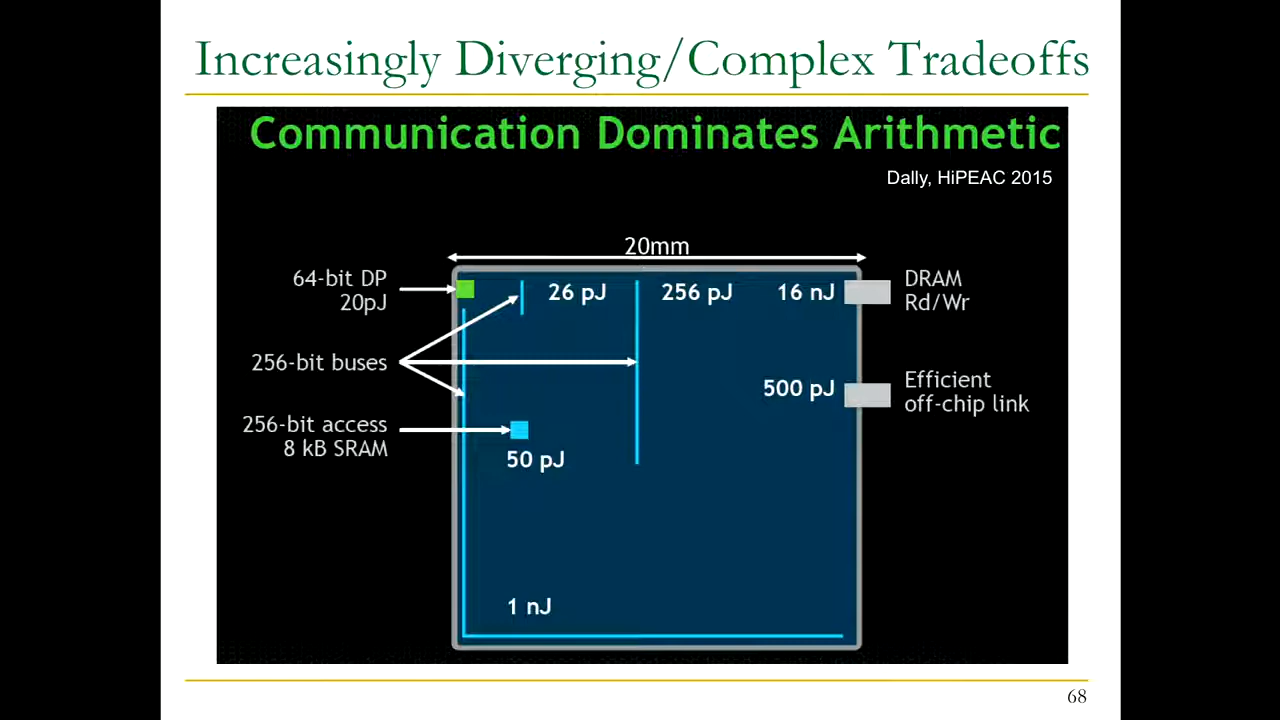 Increasingly Diverging/Complex Tradeoffs
Communication Dominates Arithmetic
Dally, HiPEAC 2015
20mm
64-bit DP
20pJ
26 pJ
256 pJ
16 nJ
DRAM
Rd/Wr
256-bit buses
500 pJ
Efficient
off-chip link
256-bit access
8 kB SRAM
50 pJ
1 nJ
68